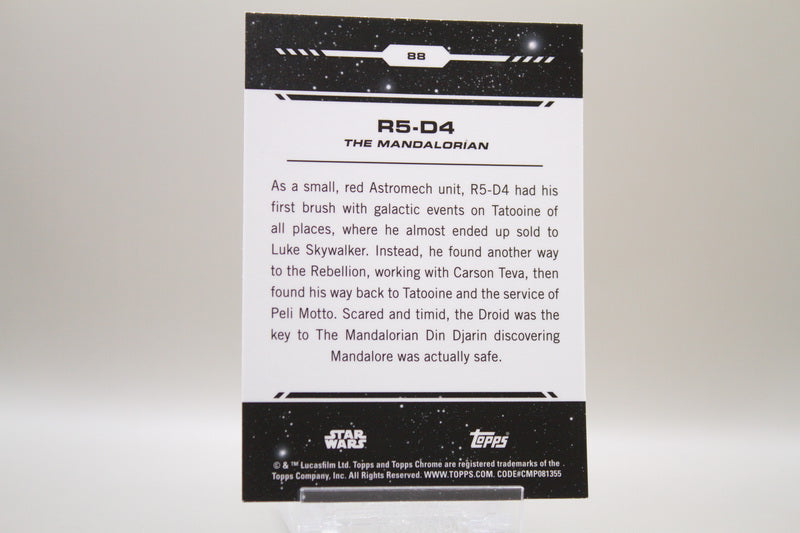 88
R5-D4
THE MANDALORIAN
As a small, red Astromech unit, R5-D4 had his
first brush with galactic events on Tatooine of
all places, where he almost ended up sold to
Luke Skywalker. Instead, he found another way
to the Rebellion, working with Carson Teva, then
found his way back to Tatooine and the service of
Peli Motto. Scared and timid, the Droid was the
key to The Mandalorian Din Djarin discovering
Mandalore was actually safe.
STAR
WARS
Topps
© & ™ Lucasfilm Ltd. Topps and Topps Chrome are registered trademarks of the
Topps Company, Inc. All Rights Reserved. WWW.TOPPS.COM. CODE#CMP081355